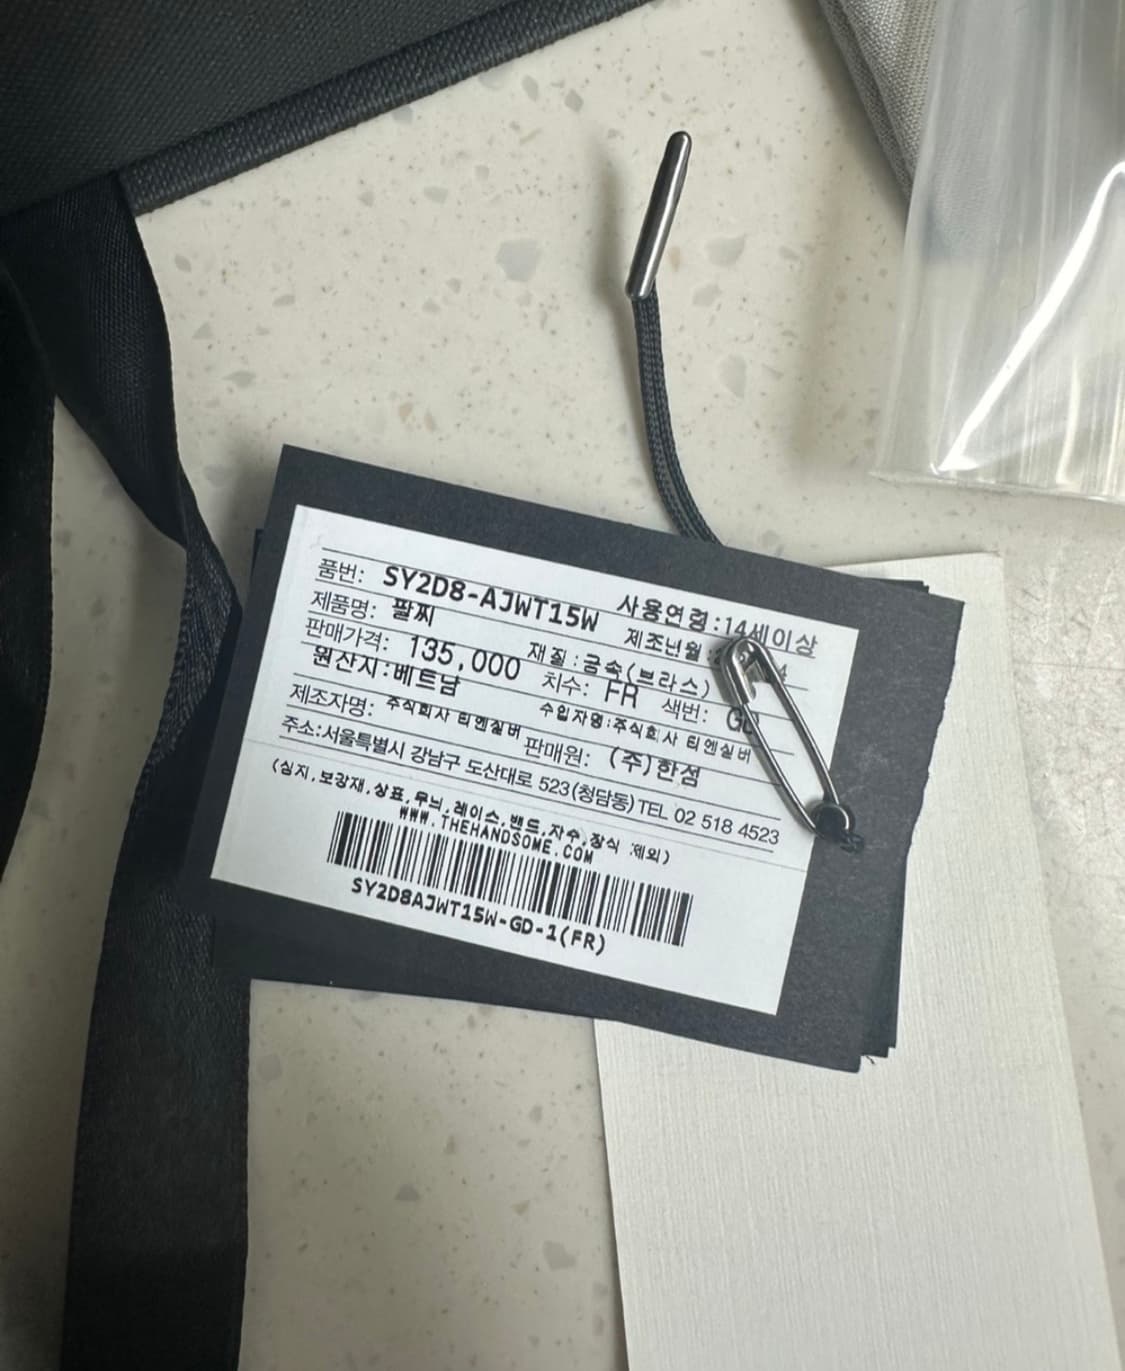 품번: SY2D8-AJWT15W 사용연령:14세이상
제품명: 팔찌 제조년월
판매가격: 135,000 재질:금속(브라스)
원산지:베트남 치수: FR 색번: GD
제조자명: 주식회사 티엔실버 수입자명:주식회사 티엔실버
판매원: (주)한섬
주소:서울특별시 강남구 도산대로 523(청담동)TEL 02 518 4523
(심지,보강재,상표,무늬,레이스,밴드,자수,장식 제외)
WWW.THEHANDSOME.COM
SY2D8AJWT15W-GD-1(FR)